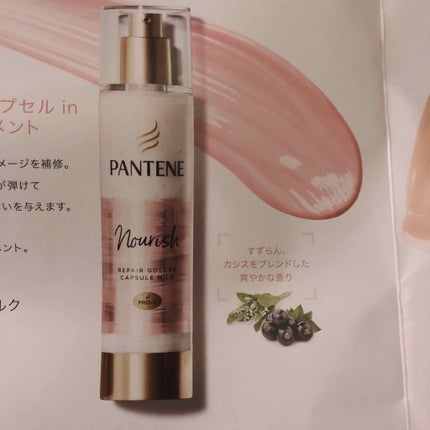 プセル in
メント
メージを補修。
が弾けて
いを与えます。
ント。
ルク
PANTENE
Nourish
REPAIR GOLDEN
CAPSULE MILK
PRO-V
すずらん、
カシスをブレンドした
爽やかな香り